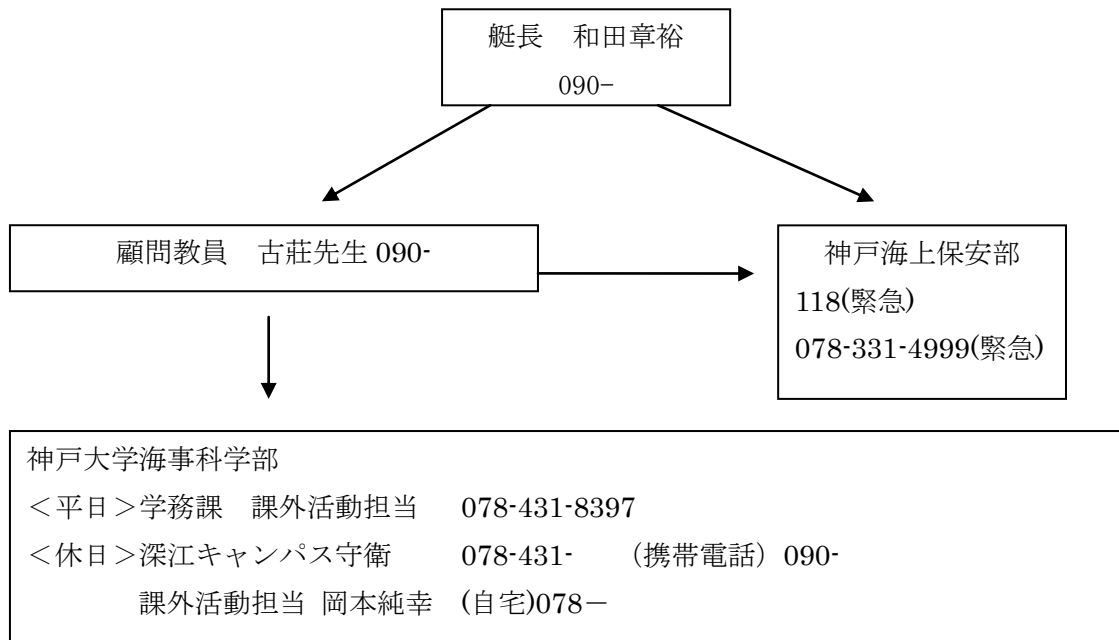 艇長　和田章裕
090-
顧問教員　古莊先生 090-
神戸海上保安部
118(緊急)
078-331-4999(緊急)
神戸大学海事科学部
＜平日＞学務課　課外活動担当　078-431-8397
＜休日＞深江キャンパス守衛　078-431-　（携帯電話）090-
課外活動担当 岡本純幸　(自宅)078－